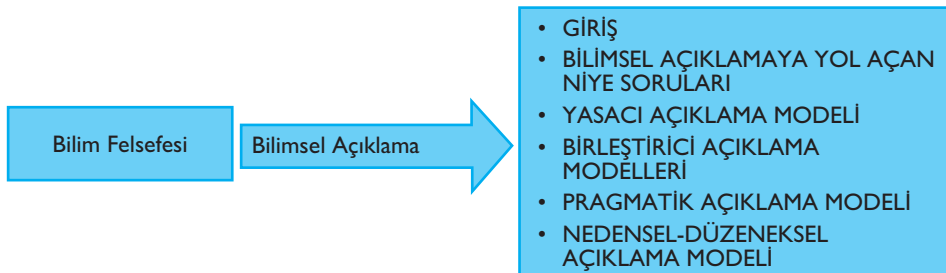 Bilim Felsefesi
Bilimsel Açıklama
• GİRİŞ
• BİLİMSEL AÇIKLAMAYA YOL AÇAN
NİYE SORULARI
• YASACI AÇIKLAMA MODELİ
• BİRLEŞTİRİCİ AÇIKLAMA
MODELLERİ
• PRAGMATİK AÇIKLAMA MODELİ
• NEDENSEL-DÜZENEKSEL
AÇIKLAMA MODELİ